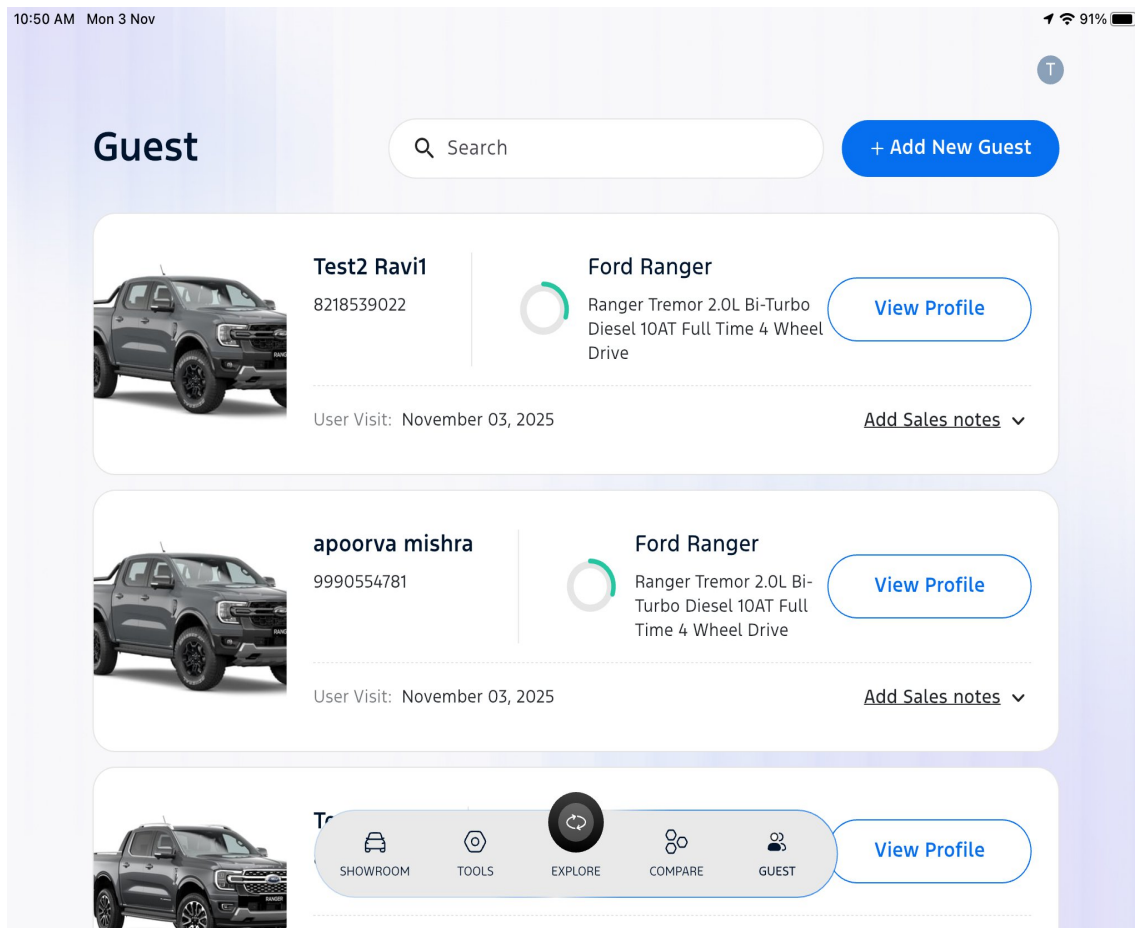 10:50 AM Mon 3 Nov
91%
T
Guest
Search
+ Add New Guest
Test2 Ravi1
8218539022
Ford Ranger
Ranger Tremor 2.0L Bi-Turbo
Diesel 10AT Full Time 4 Wheel
Drive
View Profile
User Visit: November 03, 2025
Add Sales notes
apoorva mishra
9990554781
Ford Ranger
Ranger Tremor 2.0L Bi-
Turbo Diesel 10AT Full
Time 4 Wheel Drive
View Profile
User Visit: November 03, 2025
Add Sales notes
View Profile
SHOWROOM
TOOLS
EXPLORE
COMPARE
GUEST